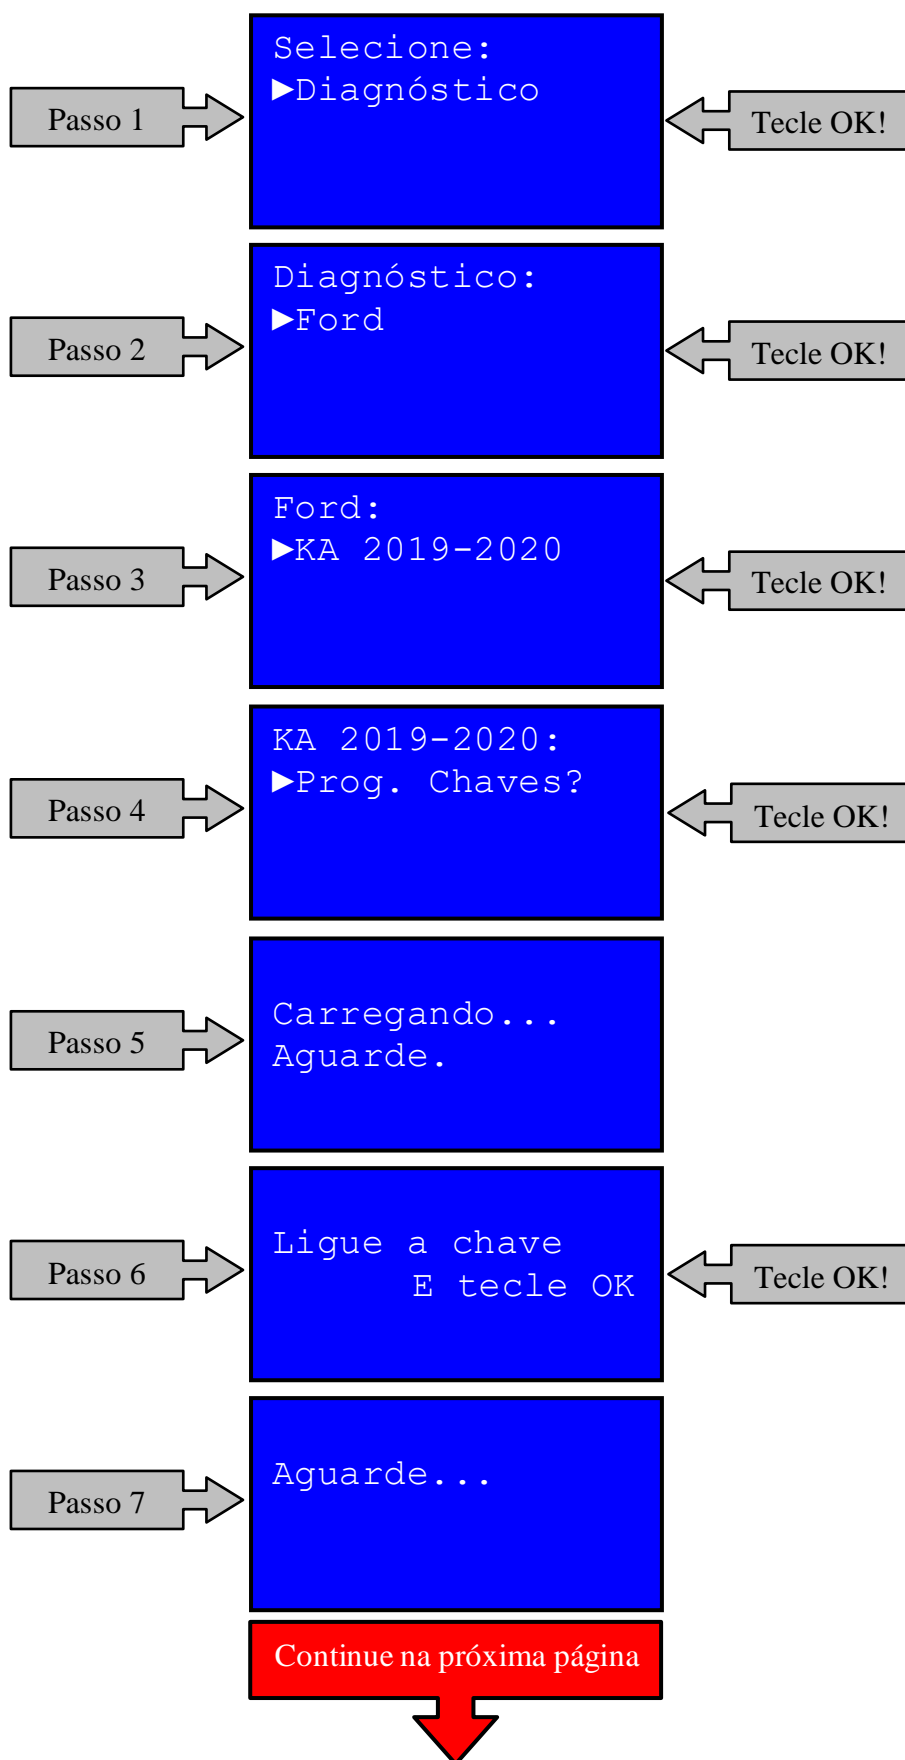 Selecione:
►Diagnóstico
Passo 1
Tecle OK!
Diagnóstico:
►Ford
Passo 2
Tecle OK!
Ford:
►KA 2019-2020
Passo 3
Tecle OK!
KA 2019-2020:
►Prog. Chaves?
Passo 4
Tecle OK!
Carregando...
Aguarde.
Passo 5
Ligue a chave
E tecle OK
Passo 6
Tecle OK!
Aguarde...
Passo 7
Continue na próxima página